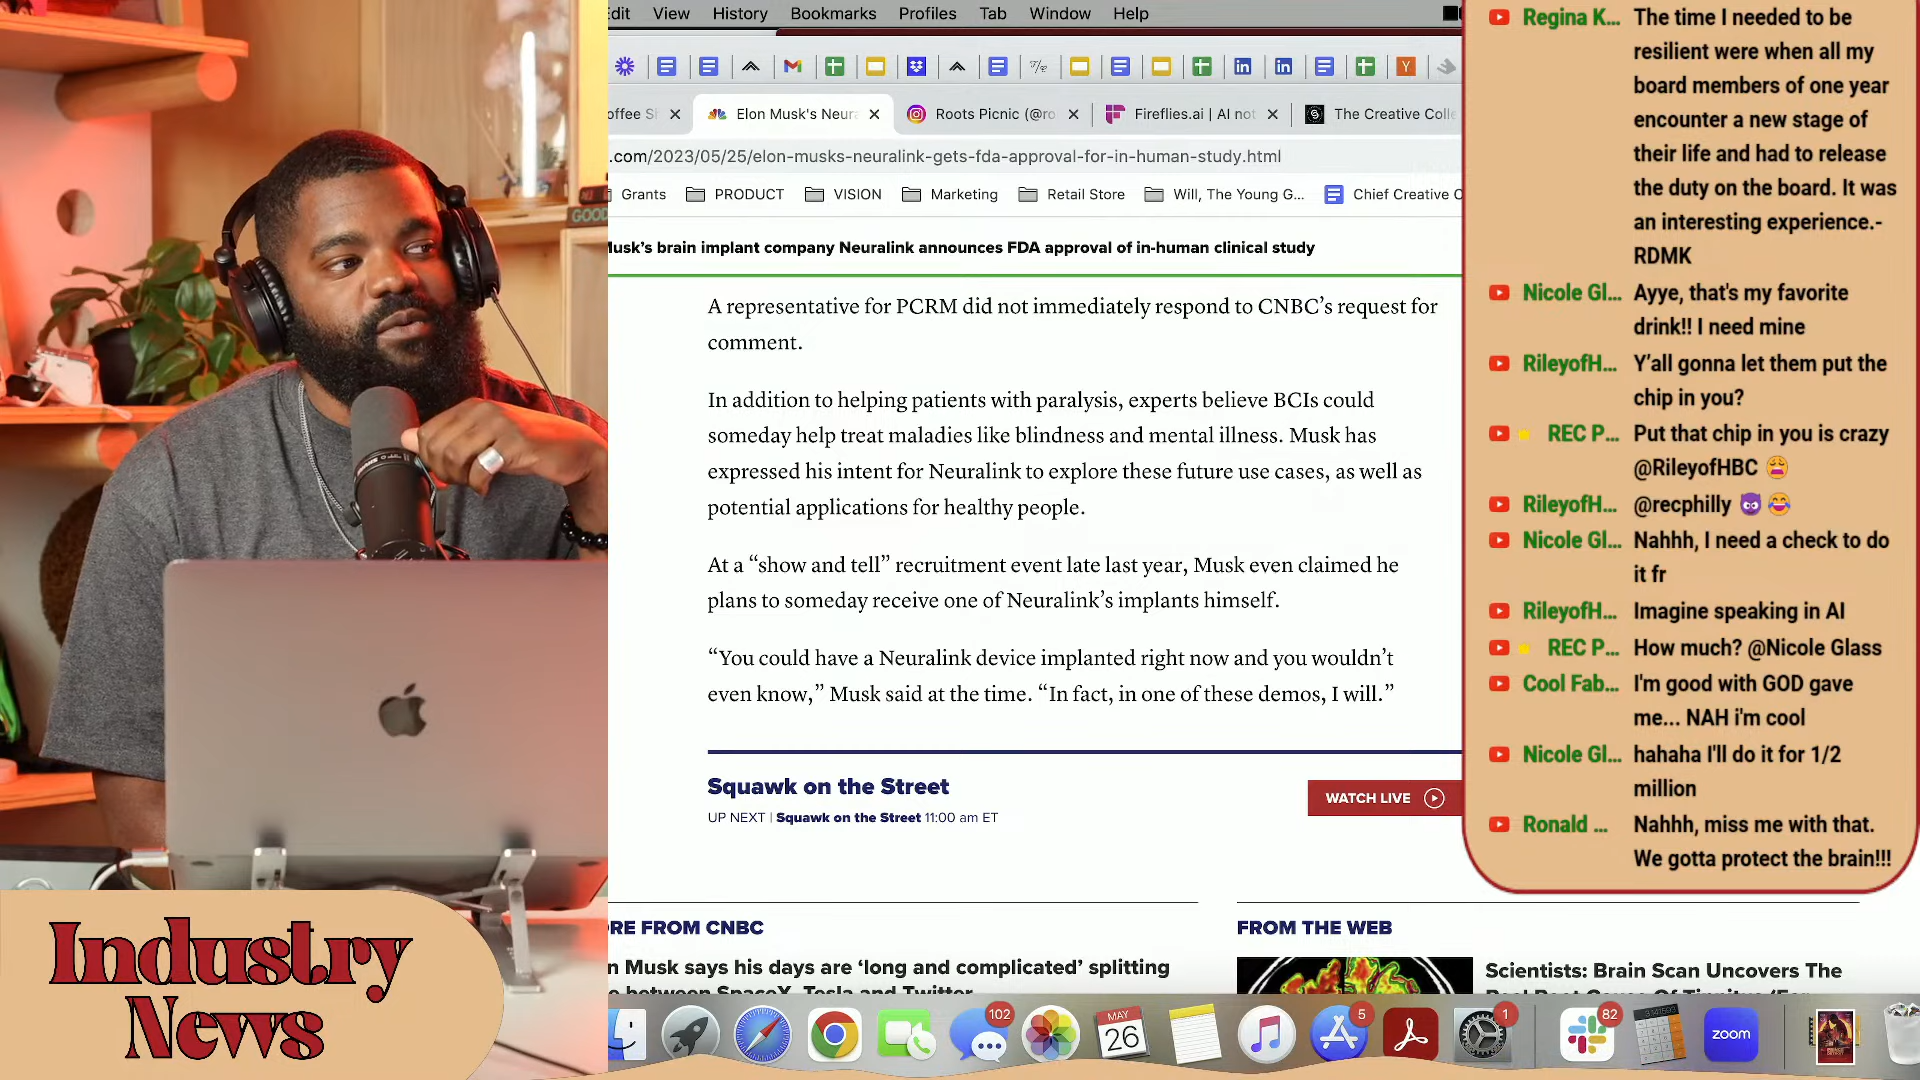 dit View History Bookmarks Profiles Tab Window Help
offee S Elon Musk's Neura Roots Picnic (@ro Fireflies.ai | AI not The Creative Colle
.com/2023/05/25/elon-musks-neuralink-gets-fda-approval-for-in-human-study.html
Grants PRODUCT VISION Marketing Retail Store Will, The Young G... Chief Creative C
Musk’s brain implant company Neuralink announces FDA approval of in-human clinical study
A representative for PCRM did not immediately respond to CNBC’s request for
comment.
In addition to helping patients with paralysis, experts believe BCIs could
someday help treat maladies like blindness and mental illness. Musk has
expressed his intent for Neuralink to explore these future use cases, as well as
potential applications for healthy people.
At a “show and tell” recruitment event late last year, Musk even claimed he
plans to someday receive one of Neuralink’s implants himself.
“You could have a Neuralink device implanted right now and you wouldn’t
even know,” Musk said at the time. “In fact, in one of these demos, I will.”
Squawk on the Street
UP NEXT | Squawk on the Street 11:00 am ET
WATCH LIVE
RE FROM CNBC
n Musk says his days are ‘long and complicated’ splitting
between SpaceX, Tesla and Twitter
FROM THE WEB
Scientists: Brain Scan Uncovers The
Regina K... The time I needed to be
resilient were when all my
board members of one year
encounter a new stage of
their life and had to release
the duty on the board. It was
an interesting experience.-
RDMK
Nicole Gl... Ayye, that's my favorite
drink!! I need mine
RileyofH... Y’all gonna let them put the
chip in you?
REC P... Put that chip in you is crazy
@RileyofHBC 😩
RileyofH... @recphilly 😈 😂
Nicole Gl... Nahhh, I need a check to do
it fr
RileyofH... Imagine speaking in AI
REC P... How much? @Nicole Glass
Cool Fab... I'm good with GOD gave
me... NAH i'm cool
Nicole Gl... hahaha I'll do it for 1/2
million
Ronald ... Nahhh, miss me with that.
We gotta protect the brain!!!
Industry
News
GOOD
102
MAY
26
5
1
82
zoom